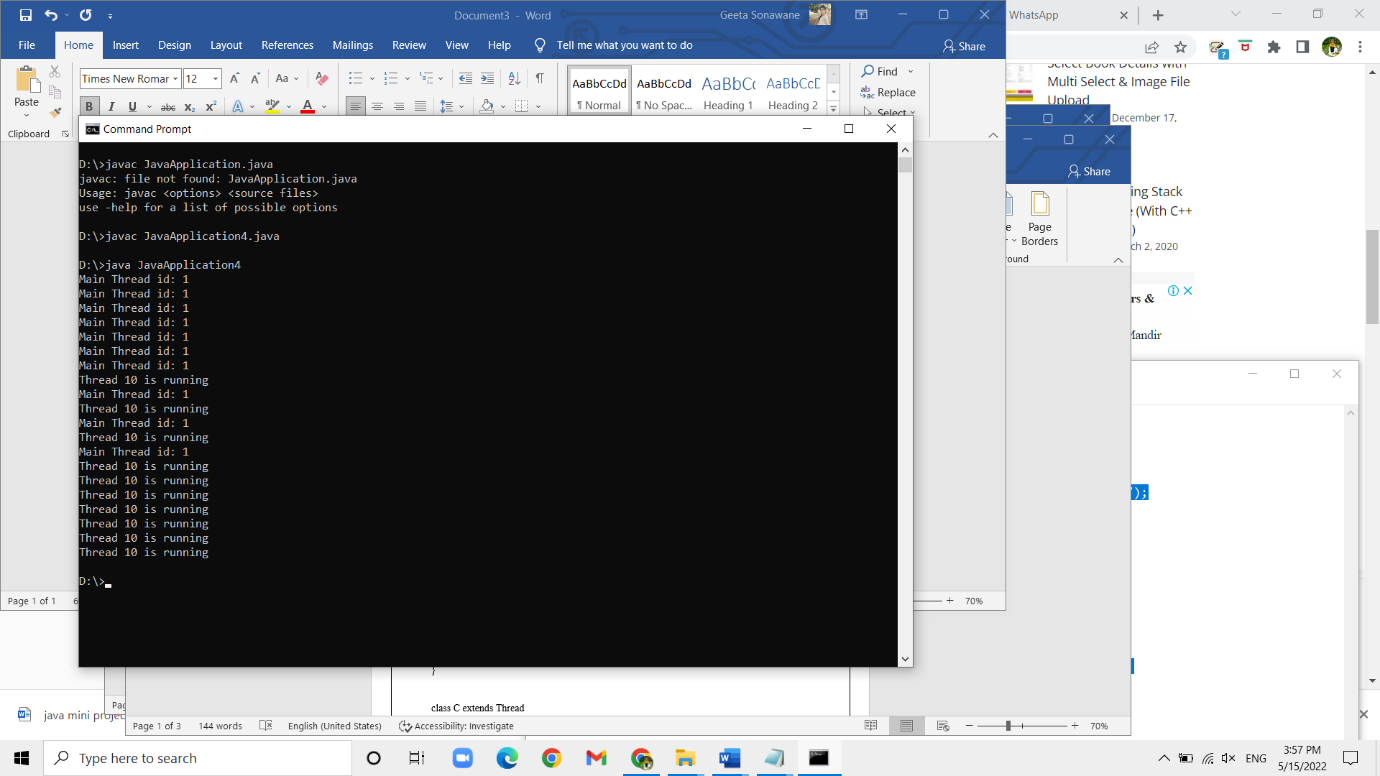 Document3 - Word
Geeta Sonawane
WhatsApp
File Home Insert Design Layout References Mailings Review View Help Tell me what you want to do Share
Times New Roman 12
Paste
Clipboard
AaBbCcDd AaBbCcDd AaBbCc AaBbCcE
¶ Normal ¶ No Spac... Heading 1 Heading 2
Find
Replace
Select
Select Book Details With
Multi Select & Image File
Upload
December 17,
Command Prompt
D:\>javac JavaApplication.java
javac: file not found: JavaApplication.java
Usage: javac <options> <source files>
use -help for a list of possible options
D:\>javac JavaApplication4.java
D:\>java JavaApplication4
Main Thread id: 1
Main Thread id: 1
Main Thread id: 1
Main Thread id: 1
Main Thread id: 1
Main Thread id: 1
Main Thread id: 1
Thread 10 is running
Main Thread id: 1
Thread 10 is running
Main Thread id: 1
Thread 10 is running
Main Thread id: 1
Thread 10 is running
Thread 10 is running
Thread 10 is running
Thread 10 is running
Thread 10 is running
Thread 10 is running
Thread 10 is running
D:\>
Share
Page
Borders
ing Stack
(With C++
)
ch 2, 2020
rs &
Mandir
);
Page 1 of 1
70%
}
class C extends Thread
java mini projec
Page 1 of 3 144 words English (United States) Accessibility: Investigate 70%
Type here to search
ENG
3:57 PM
5/15/2022